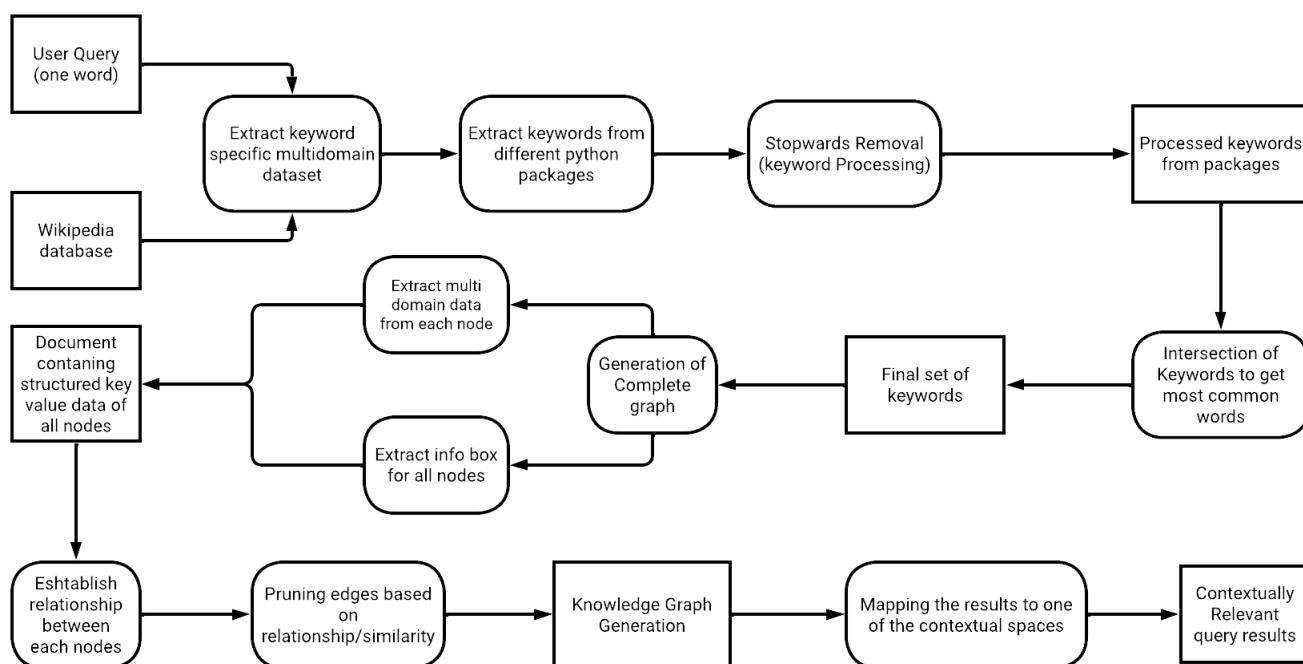 User Query
(one word)
Extract keyword
specific multidomain
dataset
Extract keywords from
different python
packages
Stopwards Removal
(keyword Processing)
Processed keywords
from packages
Wikipedia
database
Extract multi
domain data
from each node
Document
contaning
structured key
value data of
all nodes
Generation of
Complete
graph
Final set of
keywords
Intersection of
Keywords to get
most common
words
Extract info box
for all nodes
Eshtablish
relationship
between
each nodes
Pruning edges based
on
relationship/similarity
Knowledge Graph
Generation
Mapping the results to one
of the contextual spaces
Contextually
Relevant
query results